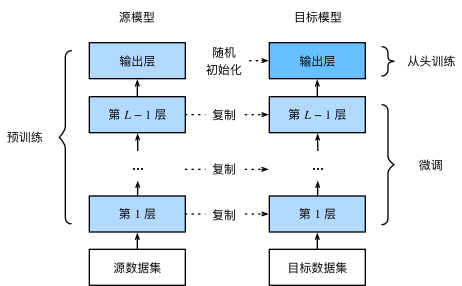 源模型
目标模型
输出层
随机
初始化
输出层
从头训练
第 L − 1 层
复制
第 L − 1 层
预训练
...
复制
...
微调
第 1 层
复制
第 1 层
源数据集
目标数据集